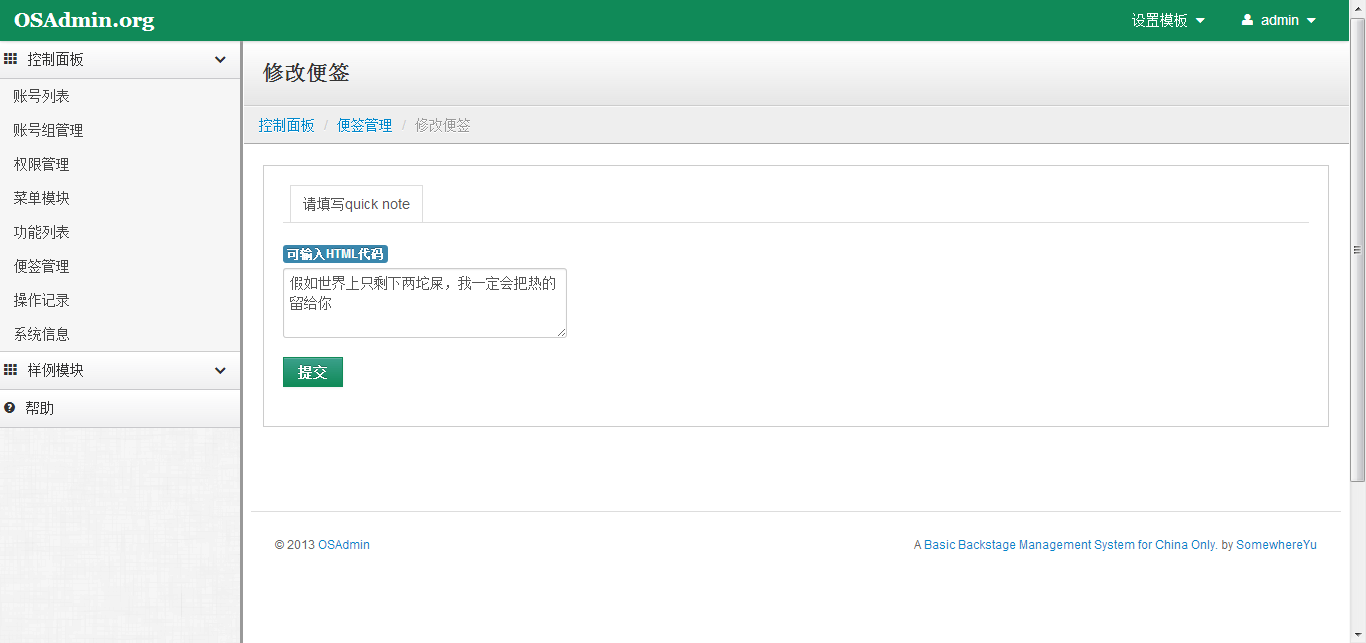 OSAdmin.org
设置模板
admin
控制面板
账号列表
账号组管理
权限管理
菜单模块
功能列表
便签管理
操作记录
系统信息
样例模块
帮助
修改便签
控制面板 / 便签管理 / 修改便签
请填写quick note
可输入HTML代码
假如世界上只剩下两坨屎，我一定会把热的
留给你
提交
© 2013 OSAdmin
A Basic Backstage Management System for China Only. by SomewhereYu